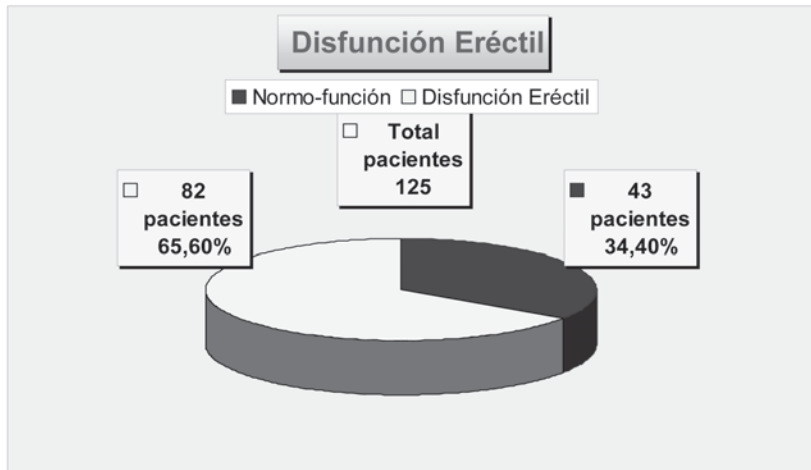 Disfunción Eréctil
Normo-función Disfunción Eréctil
Total
pacientes
125
82
pacientes
65,60%
43
pacientes
34,40%